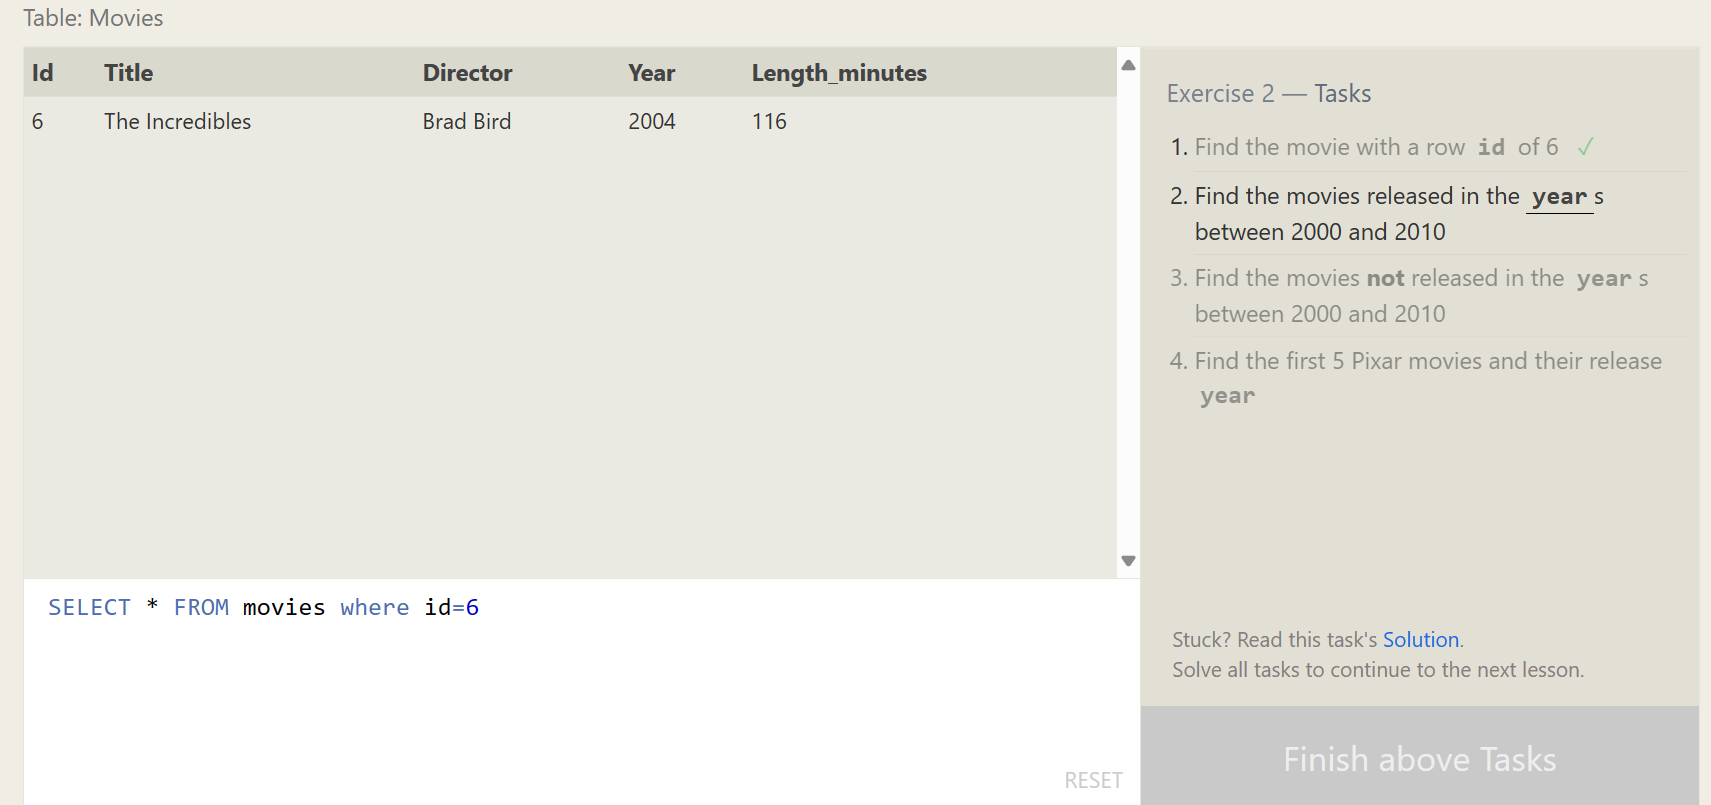 Table: Movies
Id Title Director Year Length_minutes
6 The Incredibles Brad Bird 2004 116
SELECT * FROM movies where id=6
RESET
Exercise 2 — Tasks
1. Find the movie with a row id of 6 ✓
2. Find the movies released in the year s
between 2000 and 2010
3. Find the movies not released in the year s
between 2000 and 2010
4. Find the first 5 Pixar movies and their release
year
Stuck? Read this task's Solution.
Solve all tasks to continue to the next lesson.
Finish above Tasks